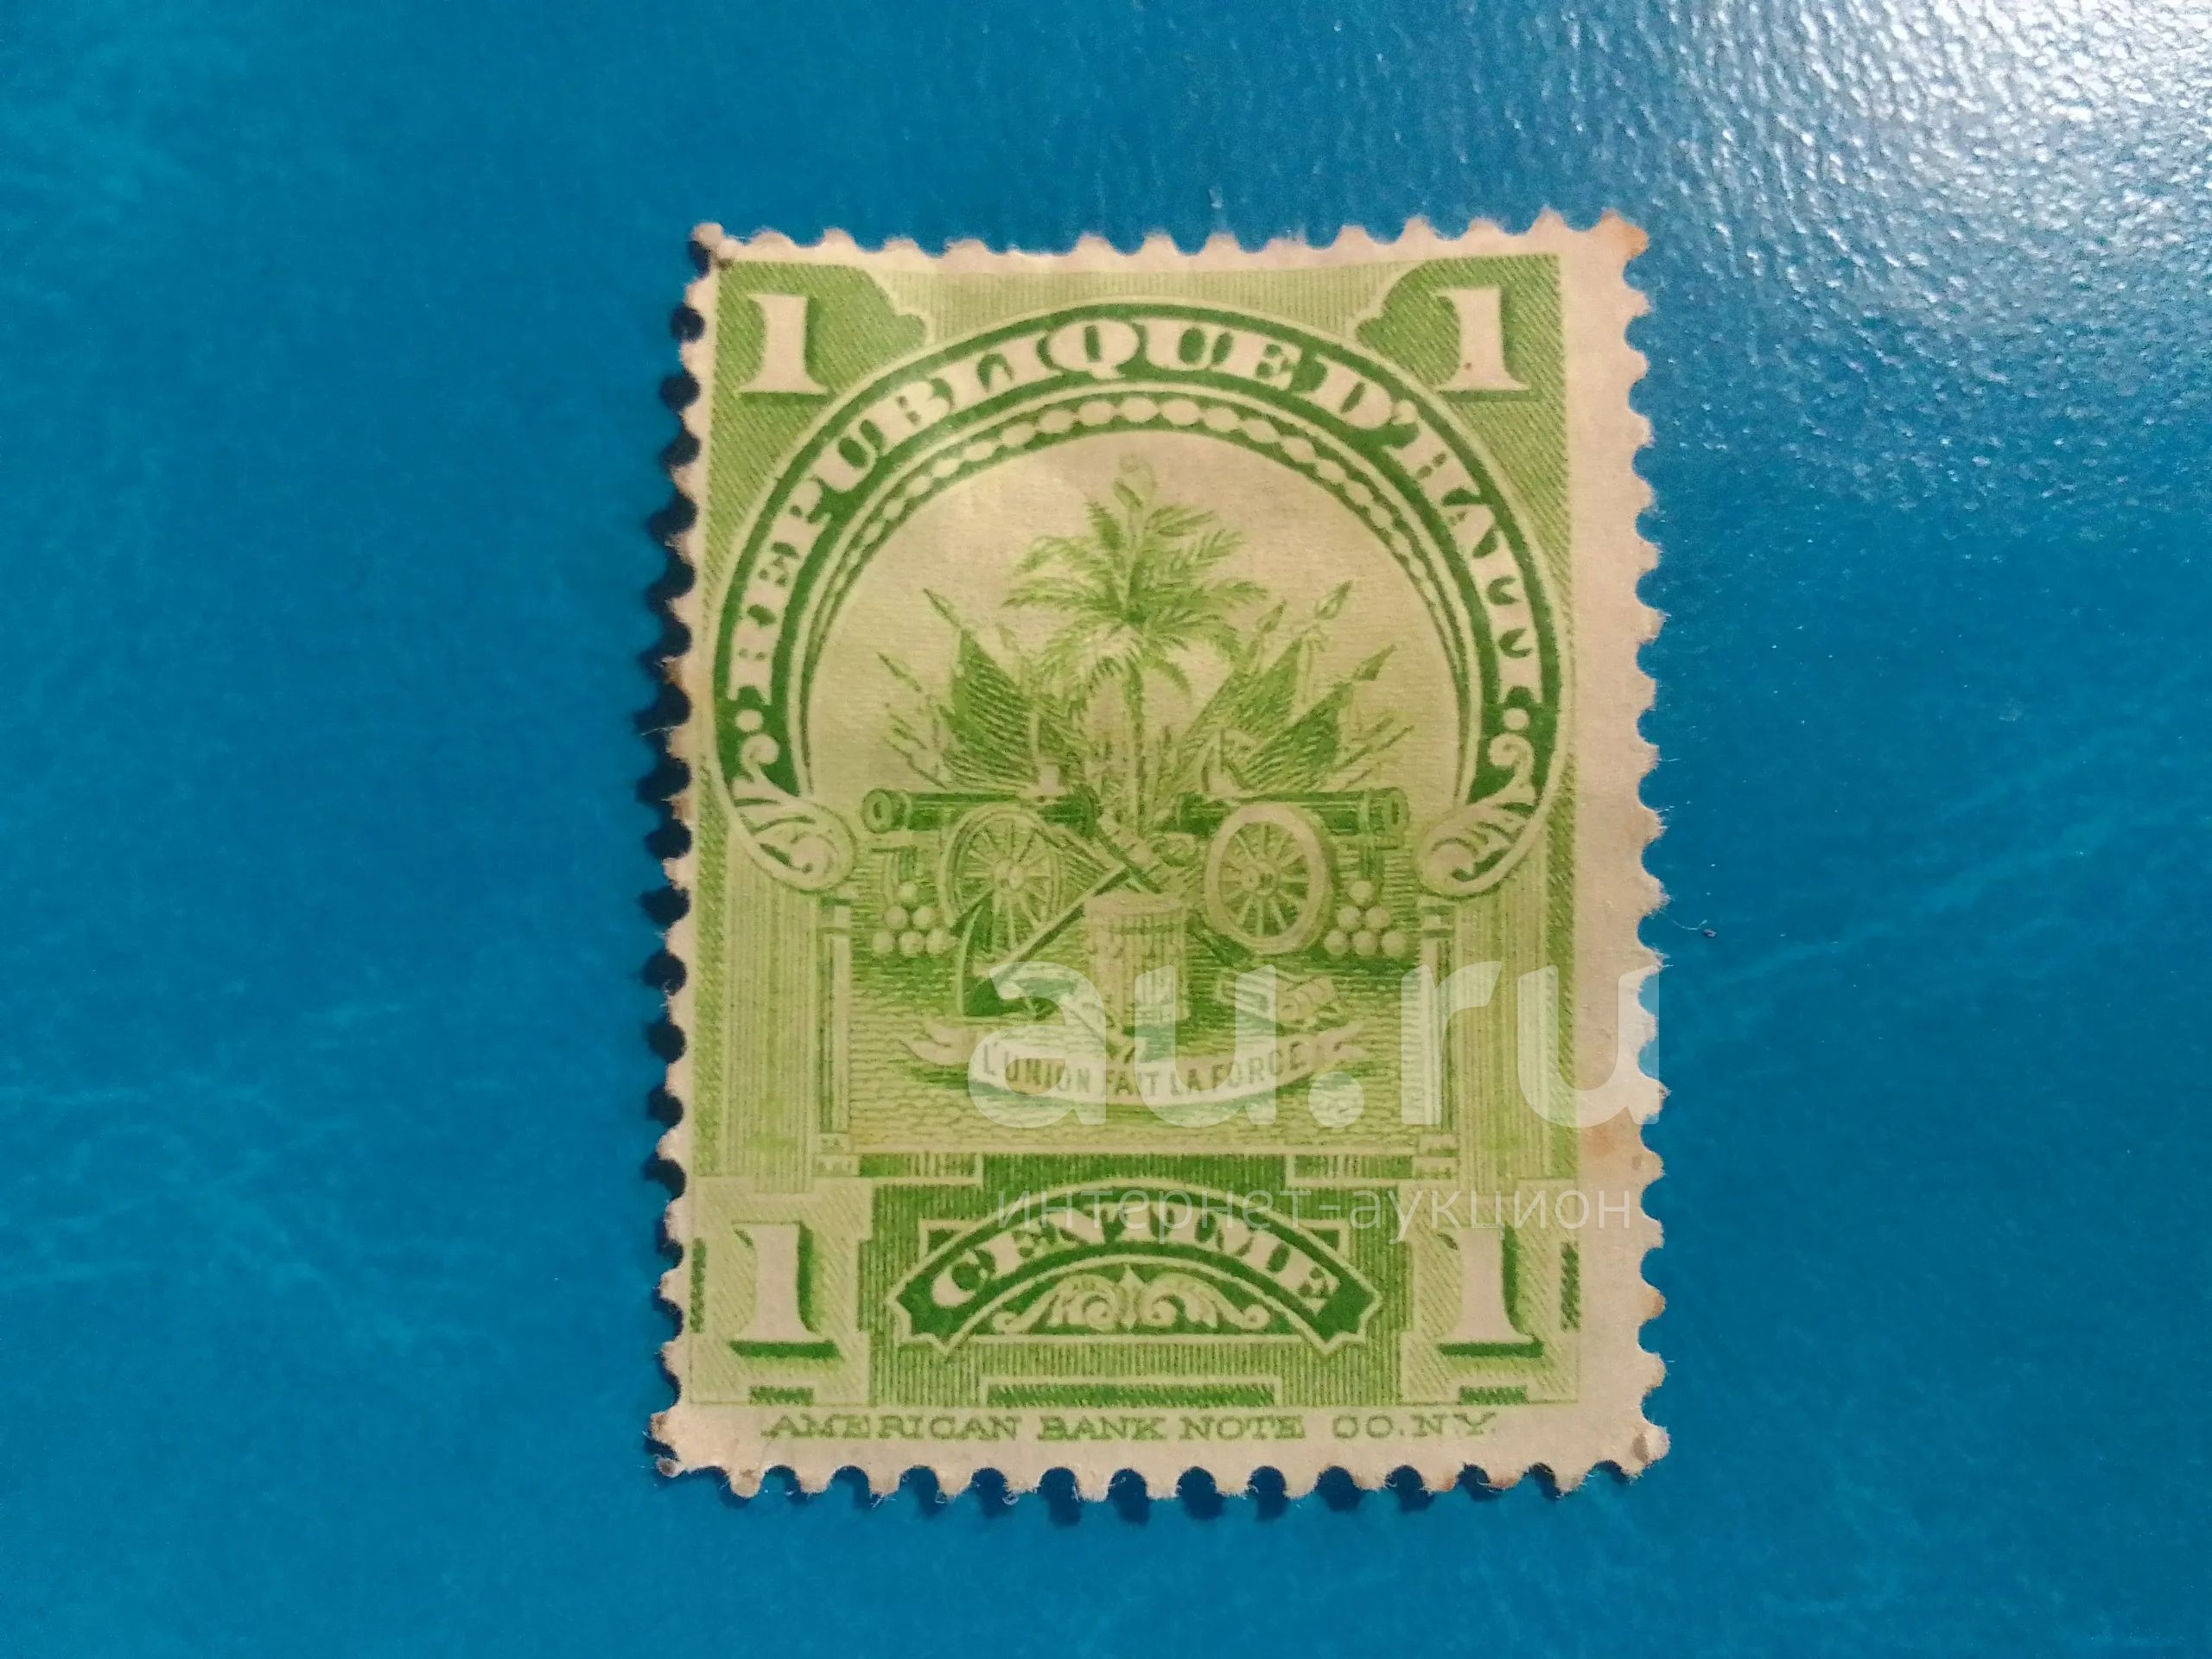 1 1
REPUBLIQUE D'HAITI
L'UNION FAIT LA FORCE
au.ru
интернет-аукцион
1 CENTIME 1
AMERICAN BANK NOTE CO. N.Y.